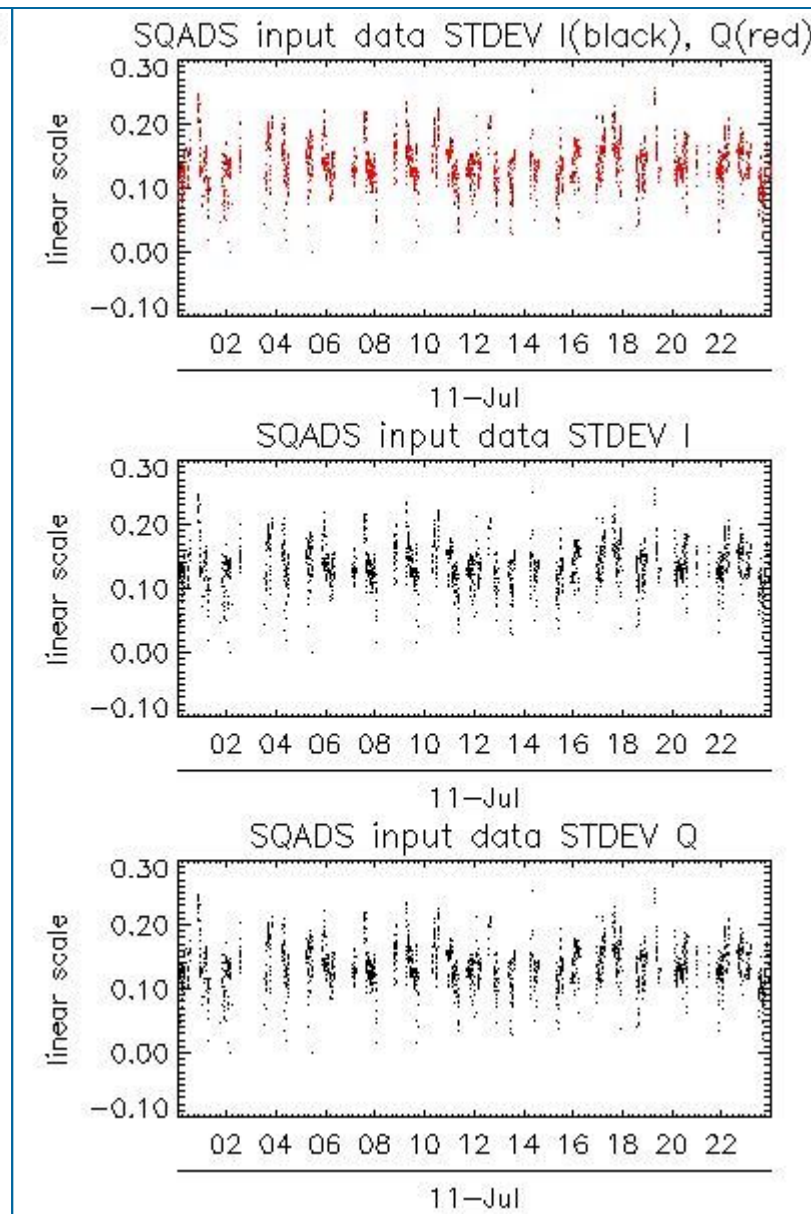 SQADS input data STDEV I(black), Q(red)
0.30
0.20
0.10
0.00
-0.10
linear scale
02 04 06 08 10 12 14 16 18 20 22
11-Jul
SQADS input data STDEV I
0.30
0.20
0.10
0.00
-0.10
linear scale
02 04 06 08 10 12 14 16 18 20 22
11-Jul
SQADS input data STDEV Q
0.30
0.20
0.10
0.00
-0.10
linear scale
02 04 06 08 10 12 14 16 18 20 22
11-Jul